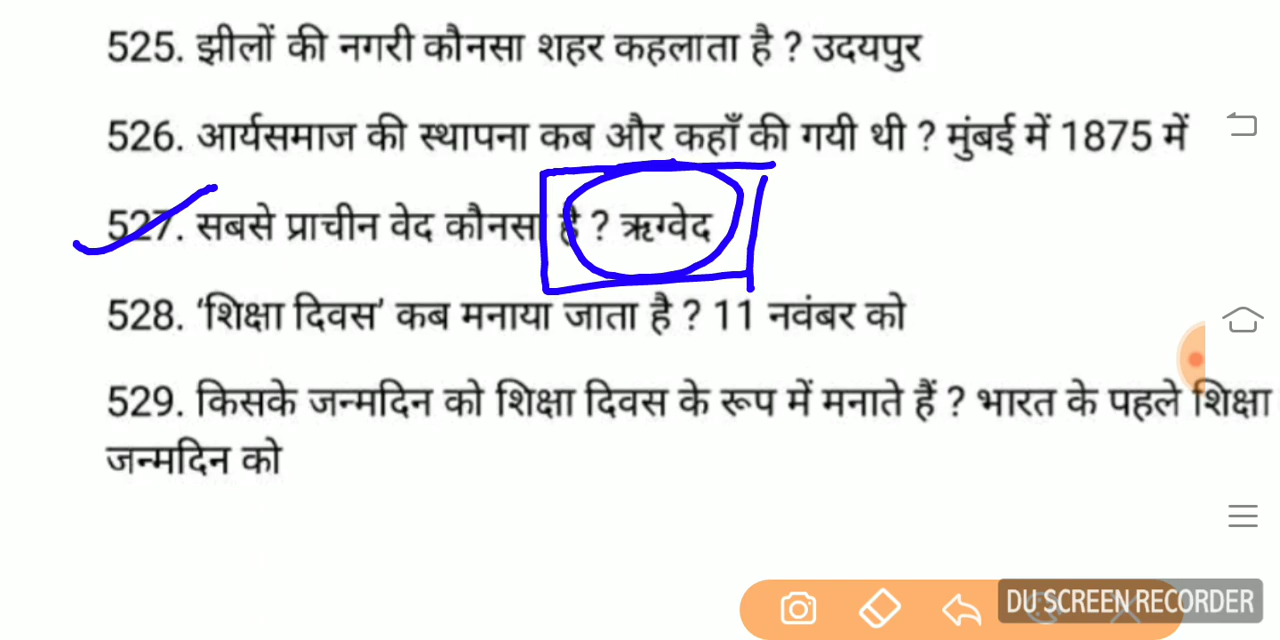 525. झीलों की नगरी कौनसा शहर कहलाता है ? उदयपुर
526. आर्यसमाज की स्थापना कब और कहाँ की गयी थी ? मुंबई में 1875 में
527. सबसे प्राचीन वेद कौनसा है ? ऋग्वेद
528. ‘शिक्षा दिवस’ कब मनाया जाता है ? 11 नवंबर को
529. किसके जन्मदिन को शिक्षा दिवस के रूप में मनाते हैं ? भारत के पहले शिक्षा
जन्मदिन को
DU SCREEN RECORDER